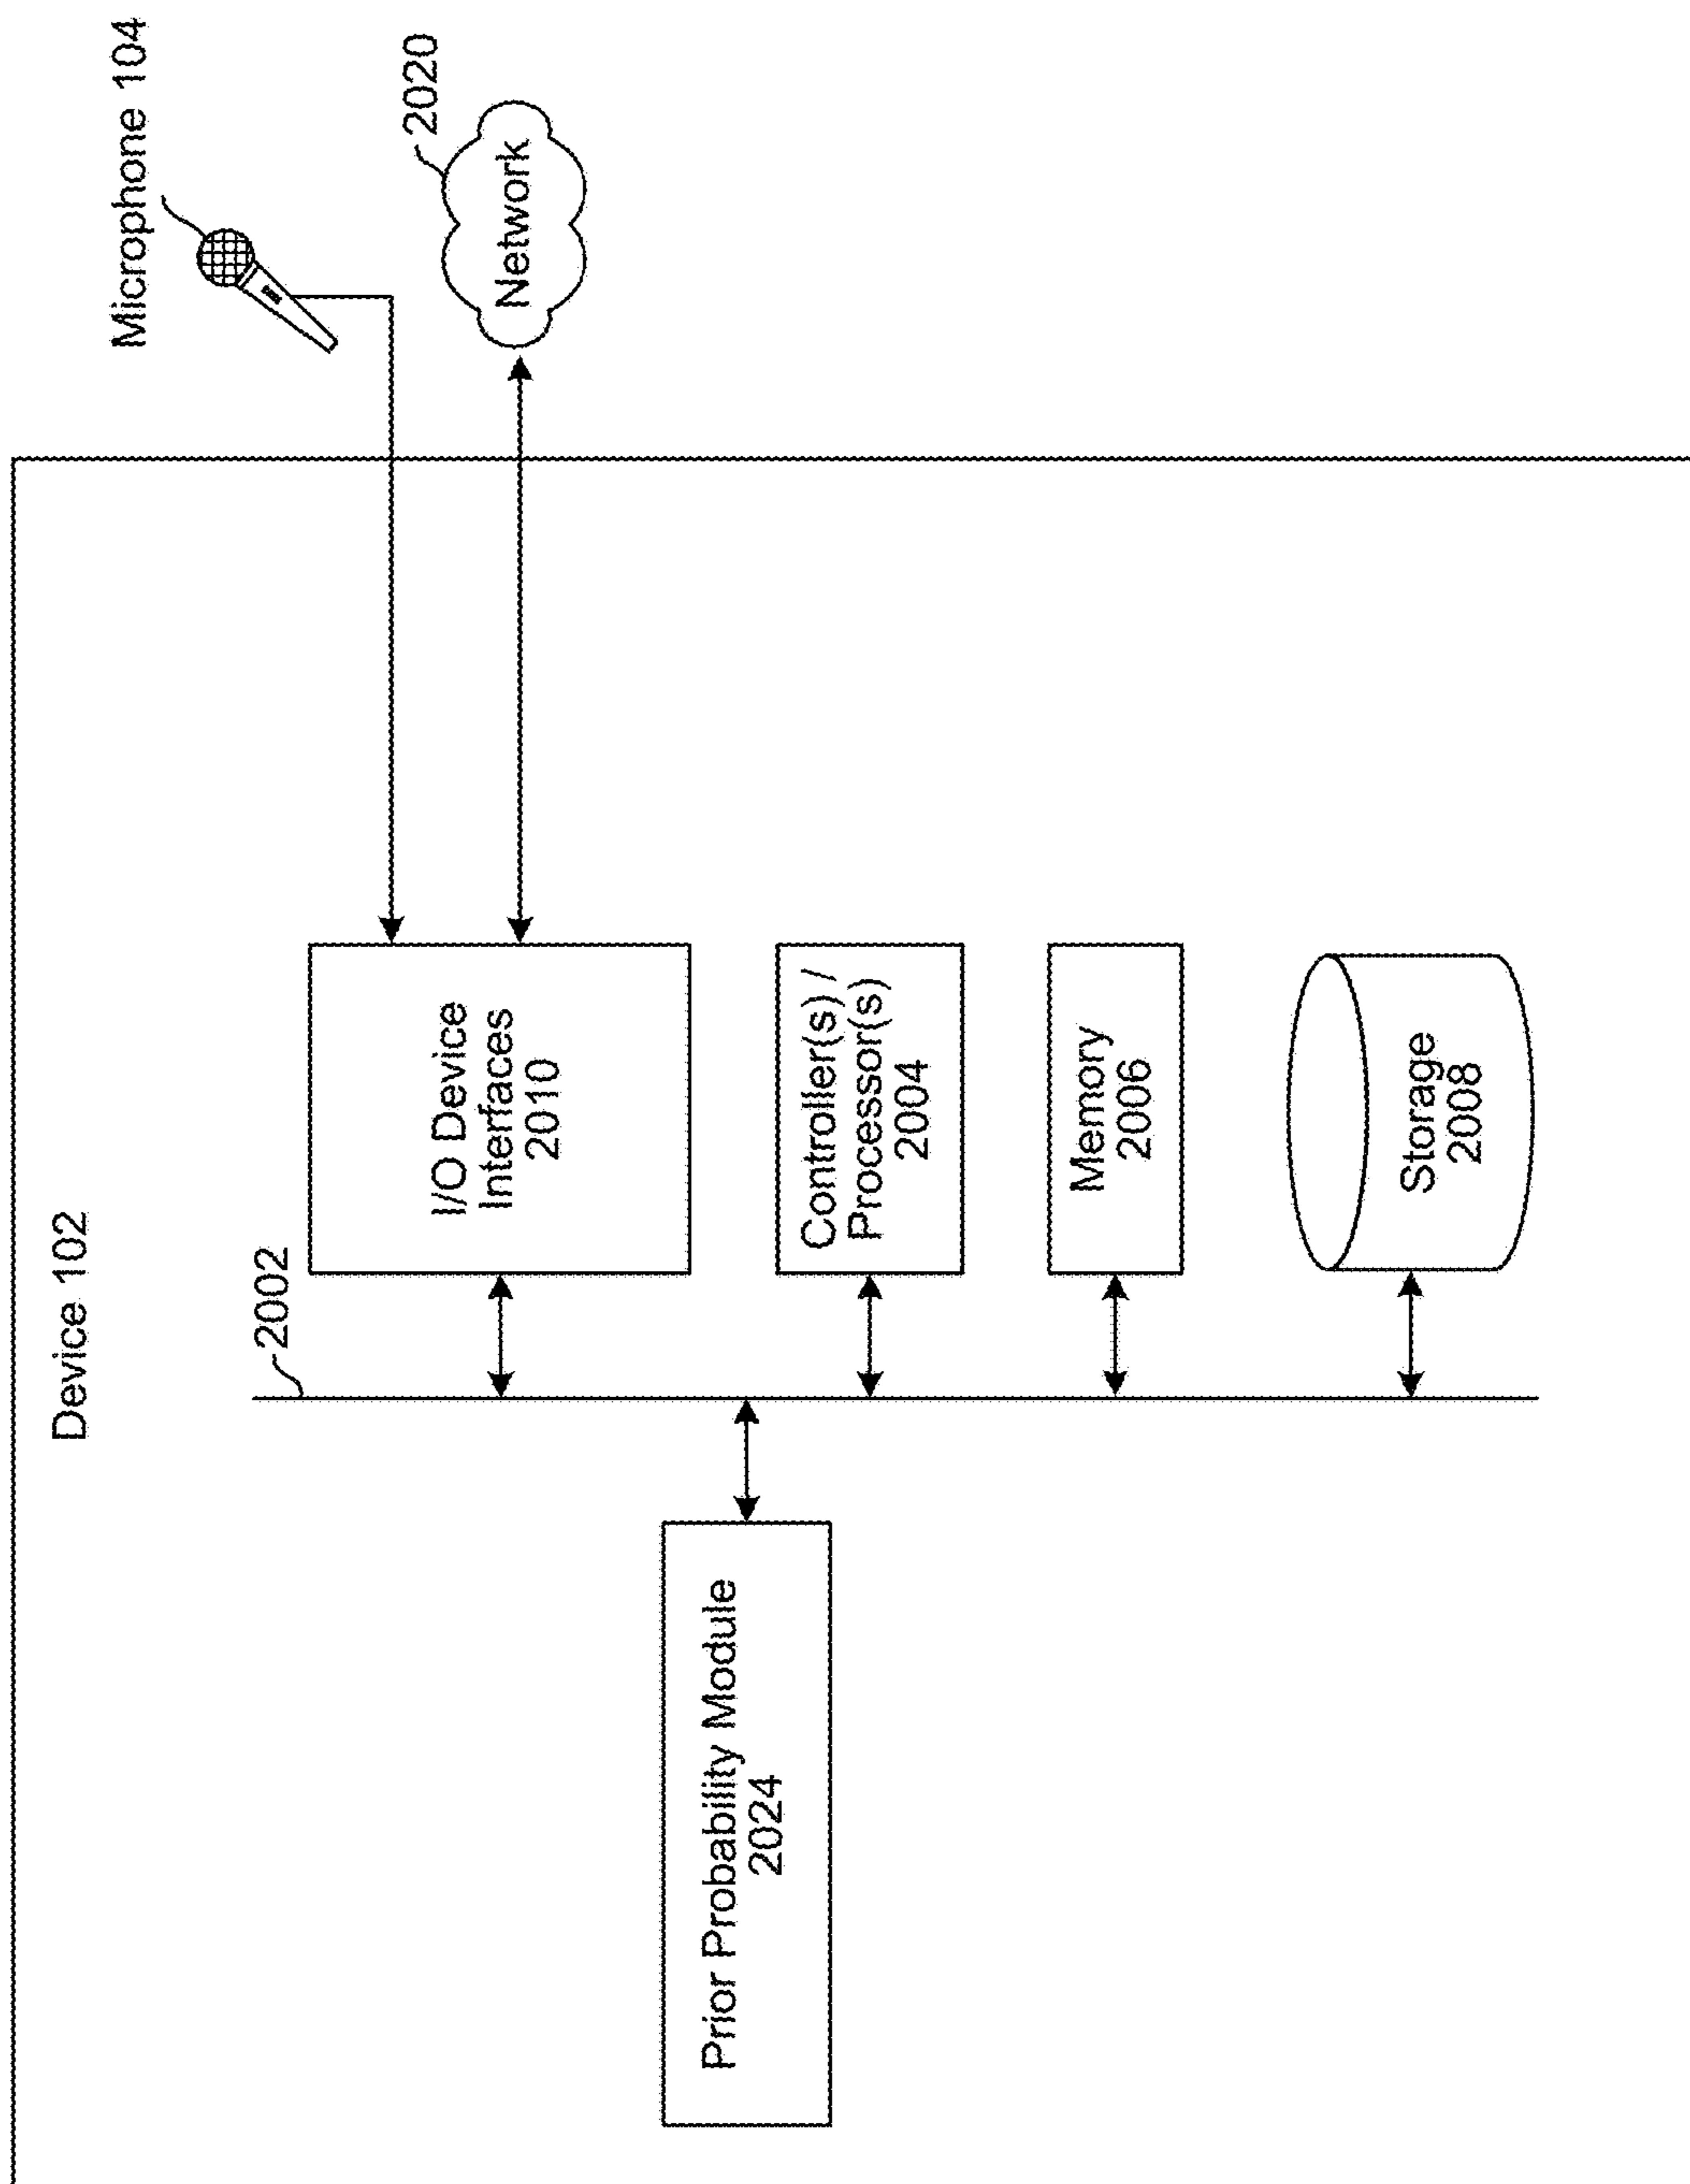 Device 102
Microphone 104
2002
I/O Device
Interfaces
2010
2020
Network
Prior Probability Module
2024
Controller(s) /
Processor(s)
2004
Memory
2006
Storage
2008